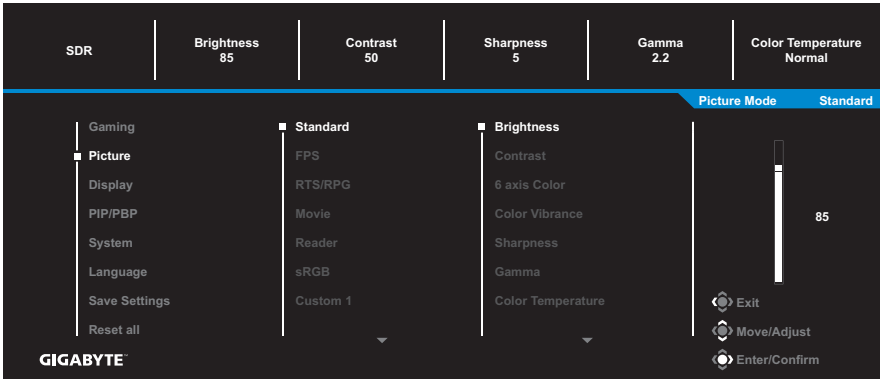 SDR
Brightness
85
Contrast
50
Sharpness
5
Gamma
2.2
Color Temperature
Normal
Picture Mode Standard
Gaming
Picture
Display
PIP/PBP
System
Language
Save Settings
Reset all
Standard
FPS
RTS/RPG
Movie
Reader
sRGB
Custom 1
Brightness
Contrast
6 axis Color
Color Vibrance
Sharpness
Gamma
Color Temperature
85
Exit
Move/Adjust
Enter/Confirm
GIGABYTE™